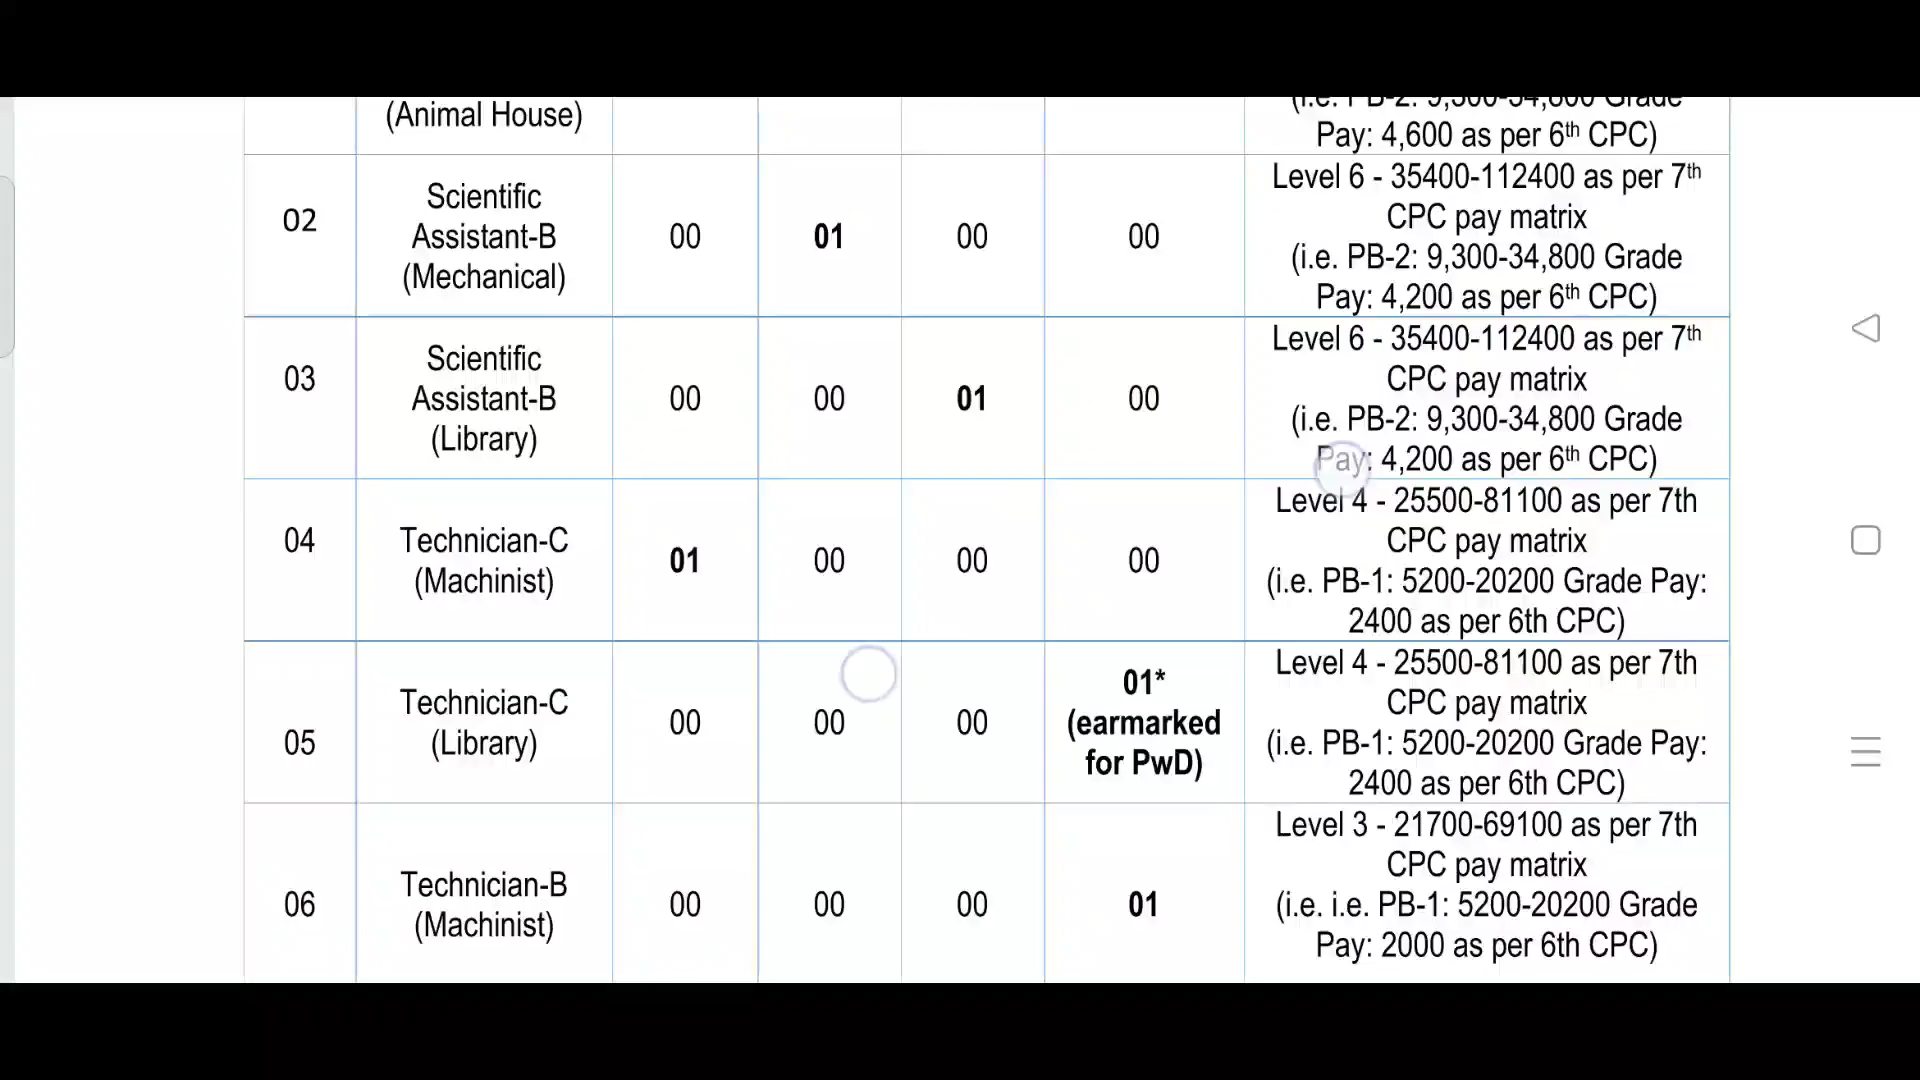 (Animal House)
(i.e. PB-2: 9,300-34,800 Grade
Pay: 4,600 as per 6th CPC)
02
Scientific
Assistant-B
(Mechanical)
00
01
00
00
Level 6 - 35400-112400 as per 7th
CPC pay matrix
(i.e. PB-2: 9,300-34,800 Grade
Pay: 4,200 as per 6th CPC)
03
Scientific
Assistant-B
(Library)
00
00
01
00
Level 6 - 35400-112400 as per 7th
CPC pay matrix
(i.e. PB-2: 9,300-34,800 Grade
Pay: 4,200 as per 6th CPC)
04
Technician-C
(Machinist)
01
00
00
00
Level 4 - 25500-81100 as per 7th
CPC pay matrix
(i.e. PB-1: 5200-20200 Grade Pay:
2400 as per 6th CPC)
05
Technician-C
(Library)
00
00
00
01*
(earmarked
for PwD)
Level 4 - 25500-81100 as per 7th
CPC pay matrix
(i.e. PB-1: 5200-20200 Grade Pay:
2400 as per 6th CPC)
06
Technician-B
(Machinist)
00
00
00
01
Level 3 - 21700-69100 as per 7th
CPC pay matrix
(i.e. i.e. PB-1: 5200-20200 Grade
Pay: 2000 as per 6th CPC)